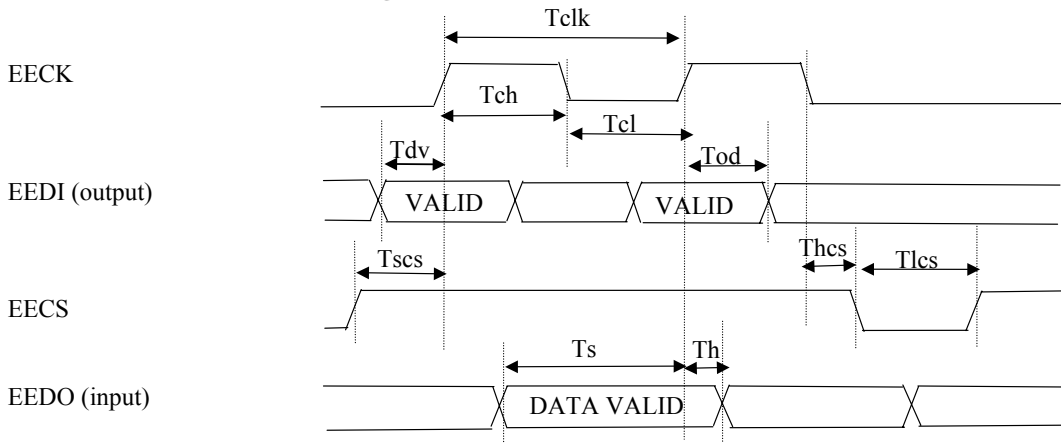 Tclk
EECK
Tch
Tcl
Tdv
Tod
EEDI (output)
VALID
VALID
Tscs
Thcs
Tlcs
EECS
Ts
Th
EEDO (input)
DATA VALID